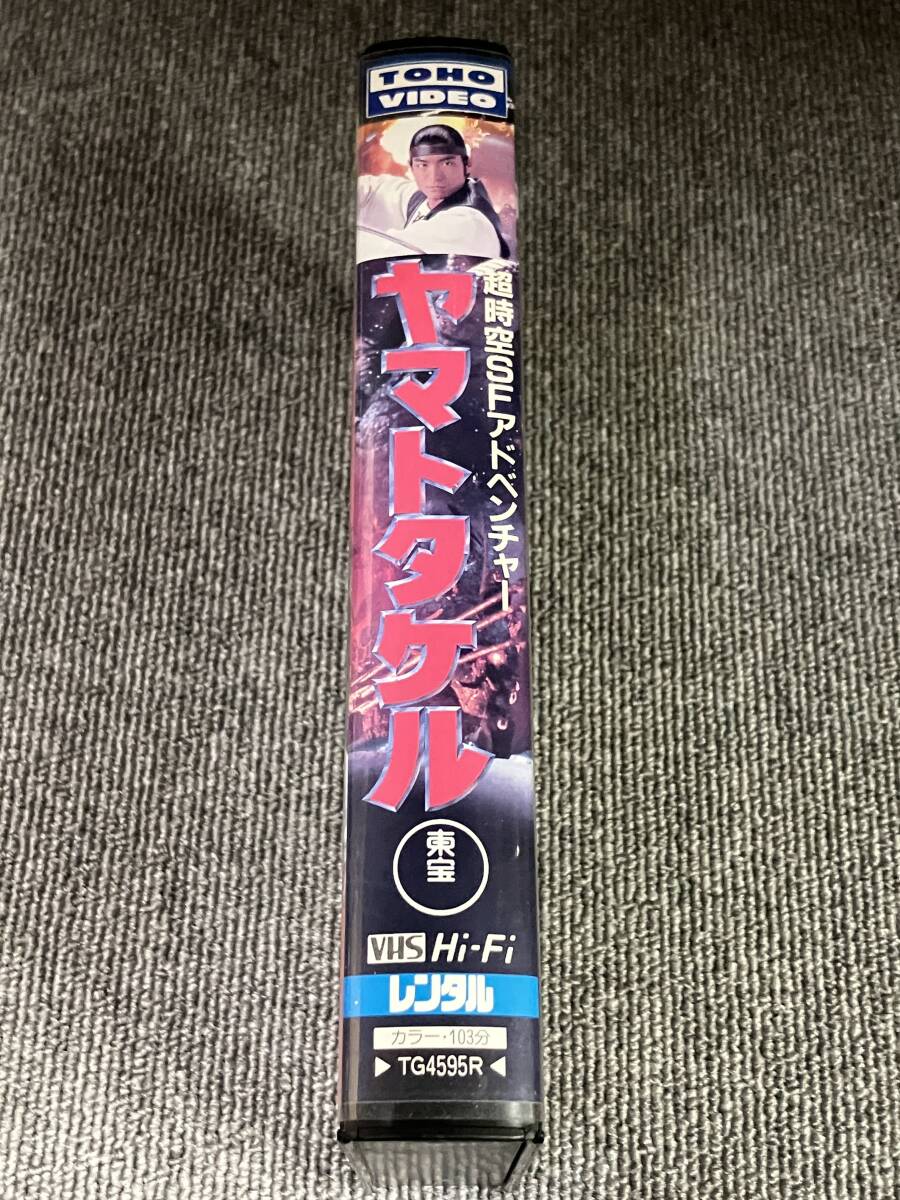 TOHO
VIDEO
超時空SFアドベンチャー
ヤマトタケル
東宝
VHS Hi-Fi
レンタル
カラー・103分
▶ TG4595R ◀